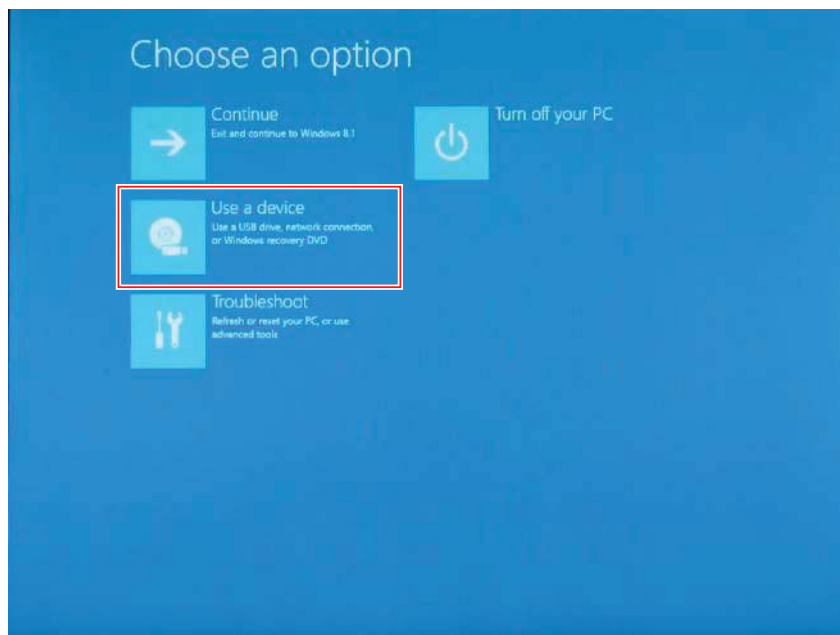 Choose an option
Continue
Exit and continue to Windows 8.1
Turn off your PC
Use a device
Use a USB drive, network connection,
or Windows recovery DVD
Troubleshoot
Refresh or reset your PC, or use
advanced tools